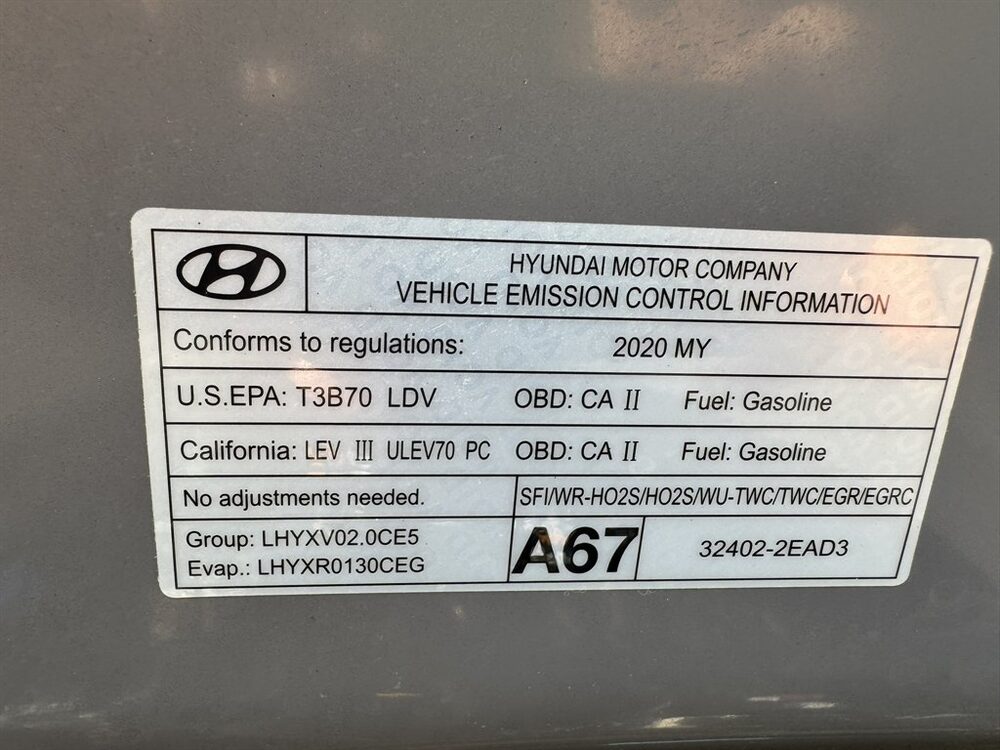 HYUNDAI MOTOR COMPANY
VEHICLE EMISSION CONTROL INFORMATION
Conforms to regulations: 2020 MY
U.S.EPA: T3B70 LDV OBD: CA II Fuel: Gasoline
California: LEV III ULEV70 PC OBD: CA II Fuel: Gasoline
No adjustments needed. SFI/WR-HO2S/HO2S/WU-TWC/TWC/EGR/EGRC
Group: LHYXV02.0CE5
Evap.: LHYXR0130CEG
A67
32402-2EAD3